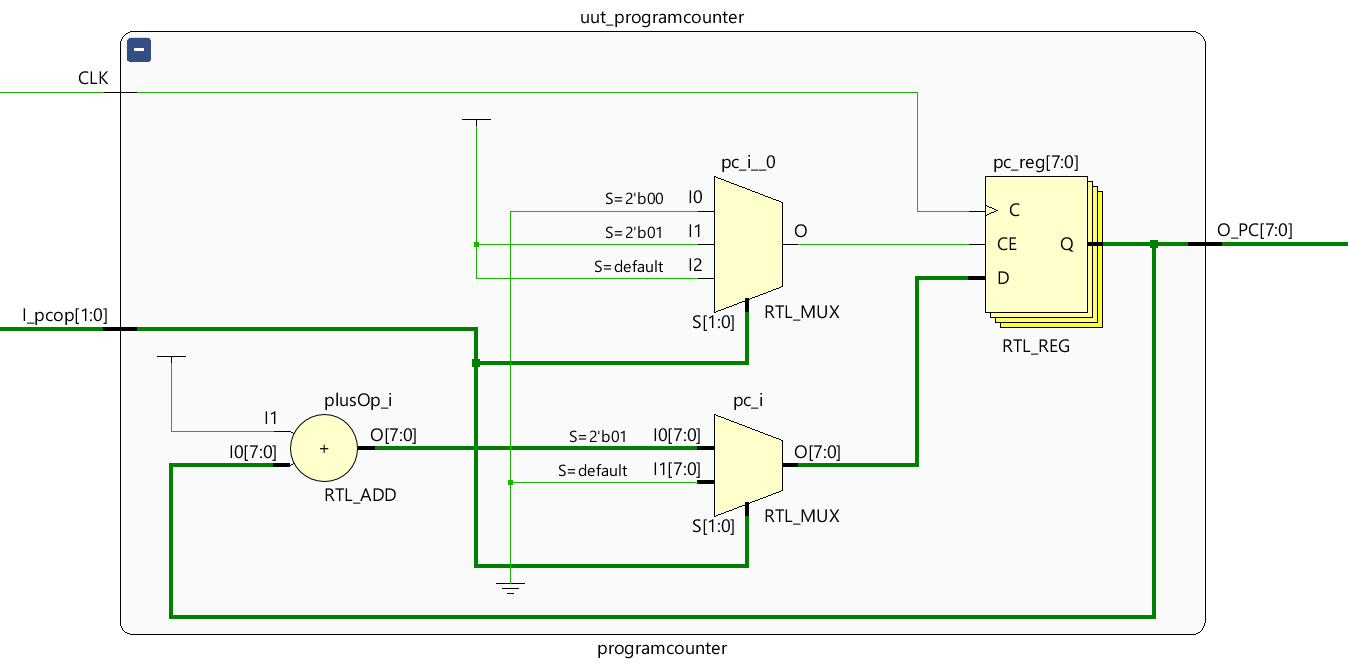 uut_programcounter
CLK
pc_i__0
pc_reg[7:0]
S=2'b00 I0
C
S=2'b01 I1
O
CE
Q
O_PC[7:0]
S=default I2
D
I_pcop[1:0]
S[1:0]
RTL_MUX
RTL_REG
plusOp_i
pc_i
I1
O[7:0]
S=2'b01 I0[7:0]
I0[7:0]
+
O[7:0]
S=default I1[7:0]
RTL_ADD
S[1:0]
RTL_MUX
programcounter